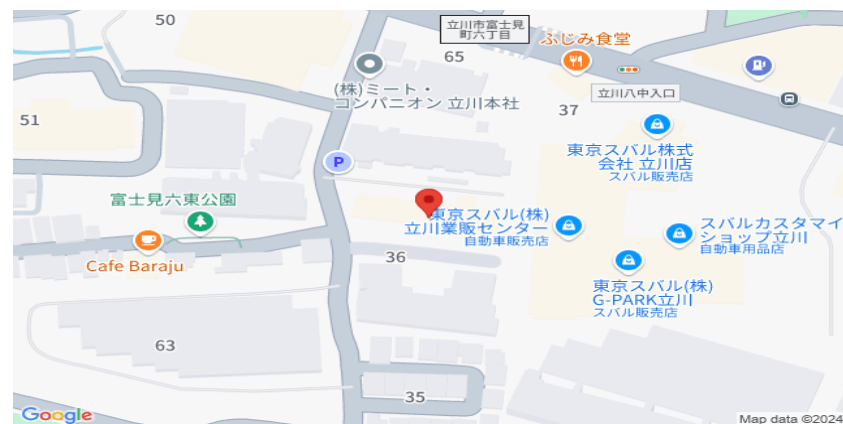 50
立川市富士見
町六丁目
65
ふじみ食堂
(株)ミート・
コンパニオン 立川本社
立川八中入口
37
51
P
東京スバル株式
会社 立川店
スバル販売店
富士見六東公園
東京スバル(株)
立川業販センター
自動車販売店
スバルカスタマイ
ショップ立川
自動車用品店
Cafe Baraju
36
東京スバル(株)
G-PARK立川
スバル販売店
63
35
Google
Map data ©2024